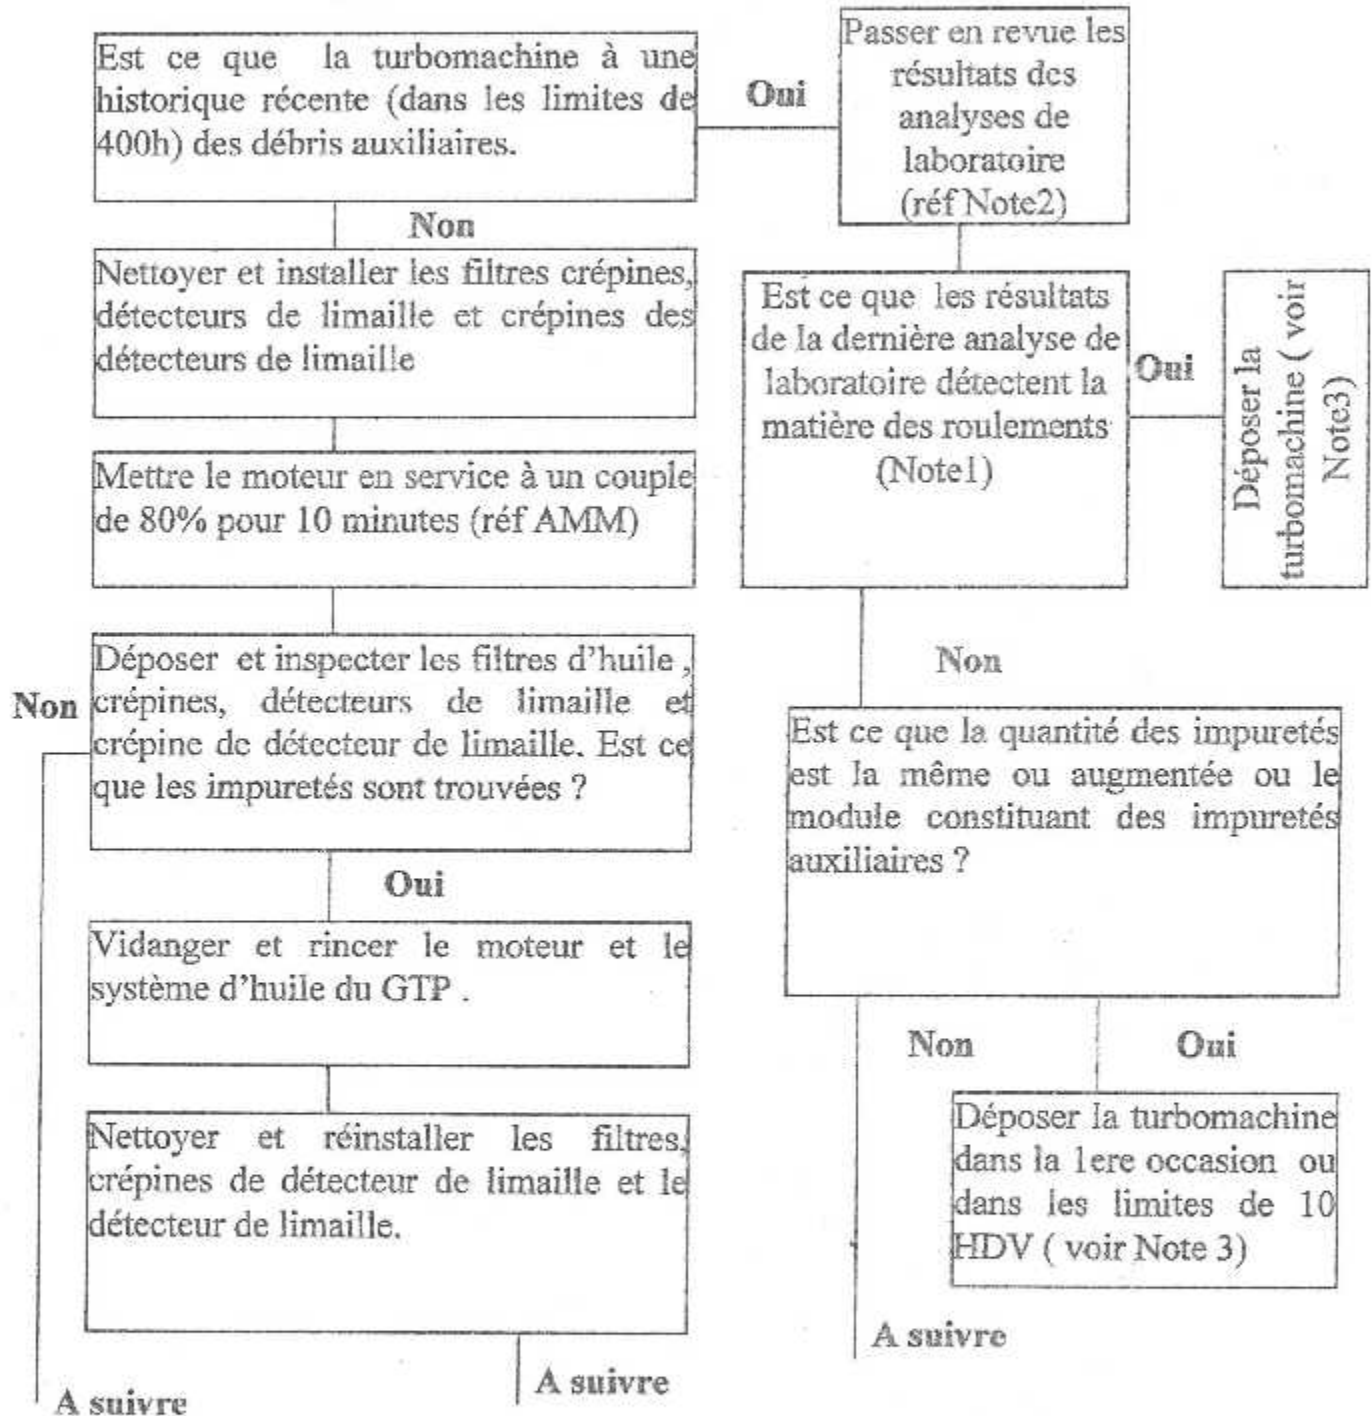 Est ce que la turbomachine à une
historique récente (dans les limites de
400h) des débris auxiliaires.
Oui
Passer en revue les
résultats des
analyses de
laboratoire
(réf Note2)
Non
Nettoyer et installer les filtres crépines,
détecteurs de limaille et crépines des
détecteurs de limaille
Est ce que les résultats
de la dernière analyse de
laboratoire détectent la
matière des roulements
(Note1)
Oui
Déposer la
turbomachine ( voir
Note3)
Mettre le moteur en service à un couple
de 80% pour 10 minutes (réf AMM)
Non
Déposer et inspecter les filtres d'huile ,
crépines, détecteurs de limaille et
crépine de détecteur de limaille. Est ce
que les impuretés sont trouvées ?
Non
Est ce que la quantité des impuretés
est la même ou augmentée ou le
module constituant des impuretés
auxiliaires ?
Oui
Vidanger et rincer le moteur et le
système d'huile du GTP .
Non
Oui
Nettoyer et réinstaller les filtres,
crépines de détecteur de limaille et le
détecteur de limaille.
Déposer la turbomachine
dans la 1ere occasion ou
dans les limites de 10
HDV ( voir Note 3)
A suivre
A suivre
A suivre